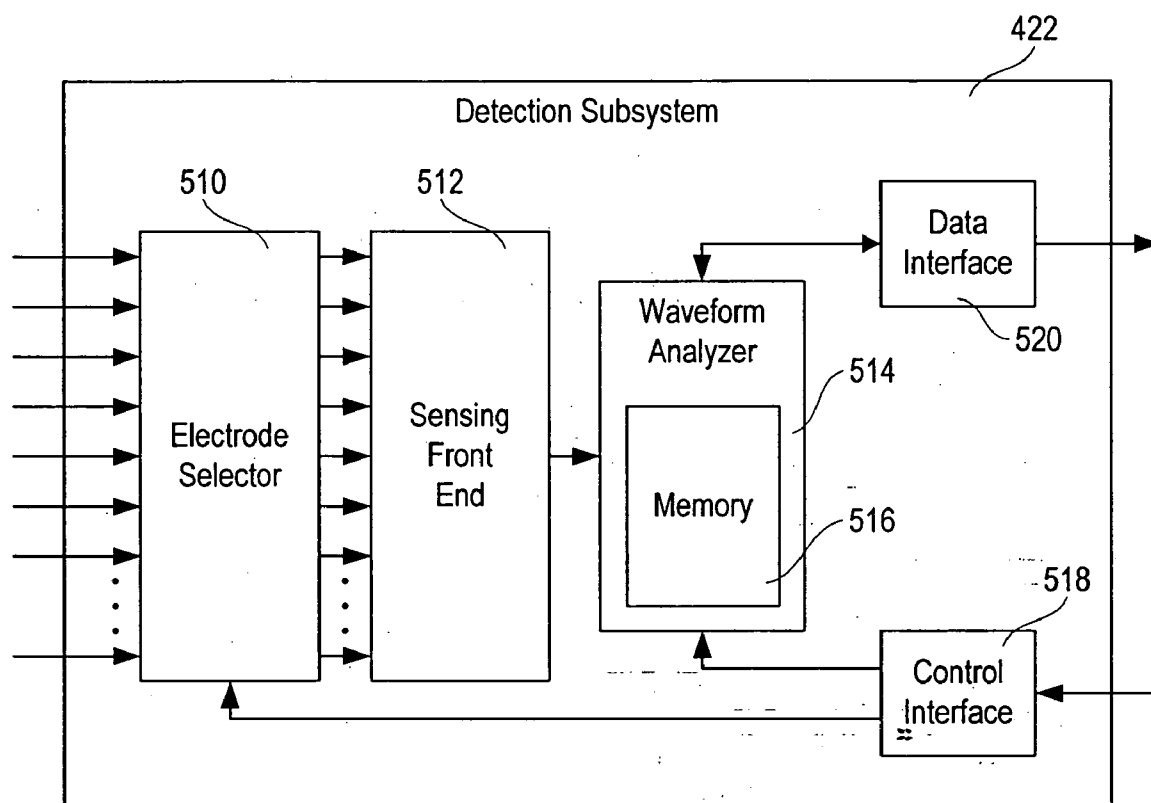 422
Detection Subsystem
510
512
Data
Interface
520
Waveform
Analyzer
514
Electrode
Selector
Sensing
Front
End
Memory
516
518
Control
Interface